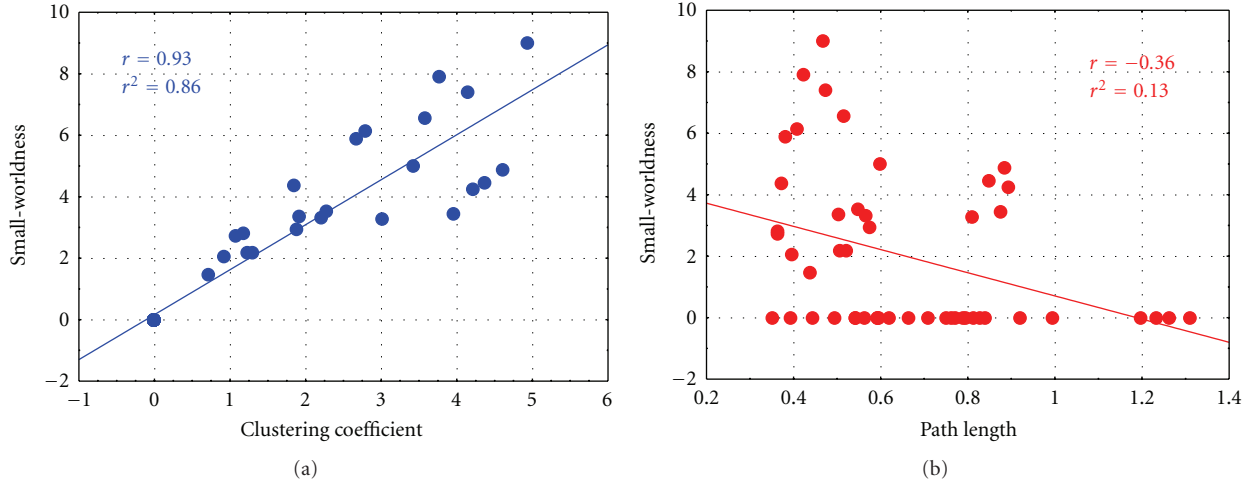 10
8
6
4
2
0
−2
−1
0
1
2
3
4
5
6
Small-worldness
Clustering coefficient
r = 0.93
r² = 0.86
(a)
10
8
6
4
2
0
−2
0.2
0.4
0.6
0.8
1
1.2
1.4
Small-worldness
Path length
r = −0.36
r² = 0.13
(b)